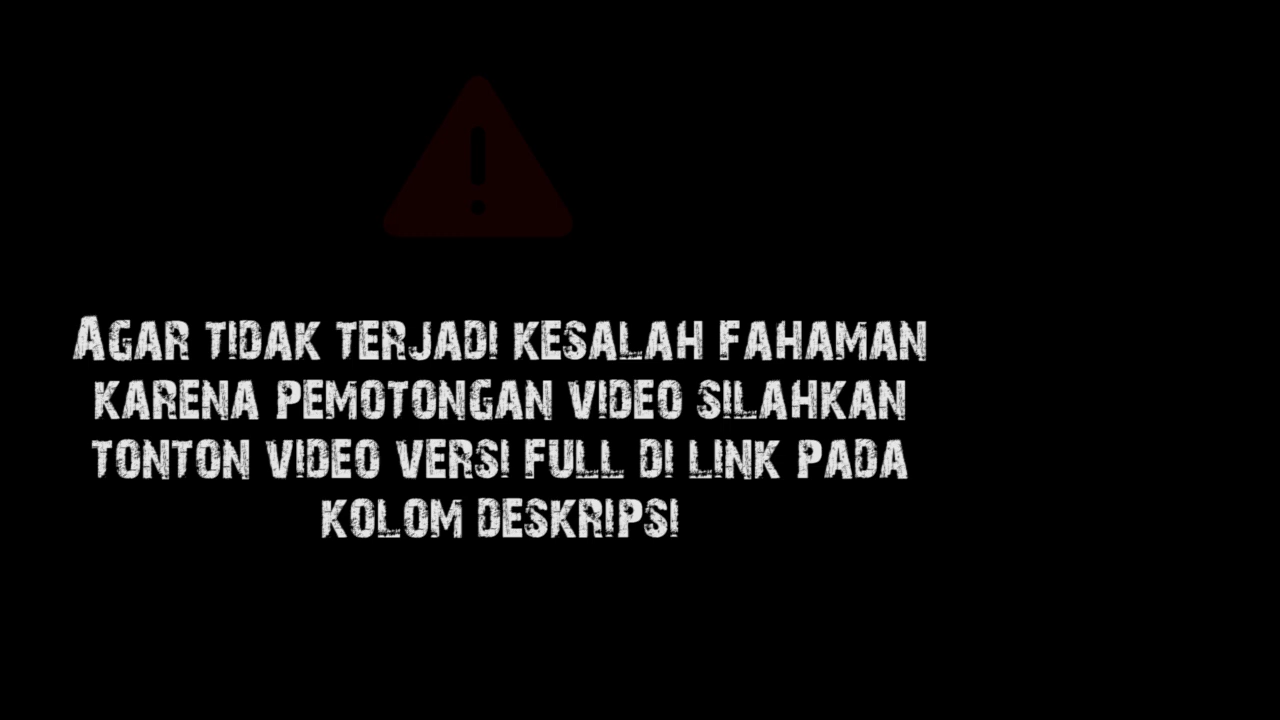 Agar tidak terjadi kesalah fahaman
karena pemotongan video silahkan
tonton video versi full di link pada
kolom deskripsi